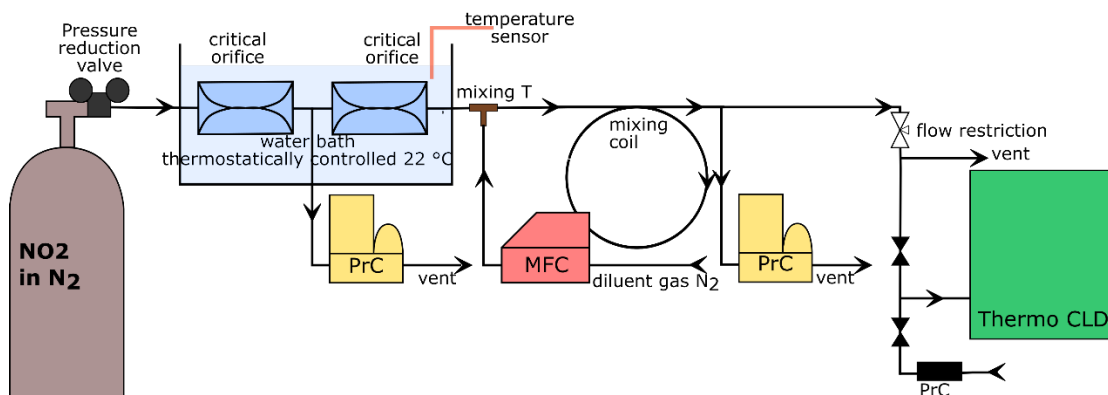 Pressure
reduction
valve
critical
orifice
critical
orifice
temperature
sensor
mixing T
water bath
thermostatically controlled 22 °C
mixing
coil
flow restriction
vent
NO2
in N₂
PrC
vent
MFC
diluent gas N₂
PrC
vent
Thermo CLD
PrC